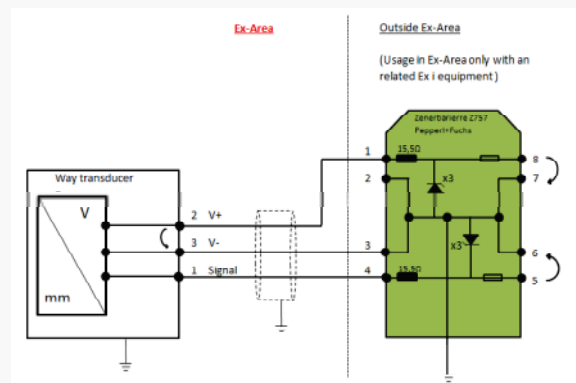 Ex-Area
Outside Ex-Area
(Usage in Ex-Area only with an
related Ex i equipment)
Zenerbarierre Z757
Pepperl+Fuchs
1
15,5Ω
8
2
x3
7
Way transducer
V
2 V+
3 V-
3
x3
6
1 Signal
4
15,5Ω
5
mm